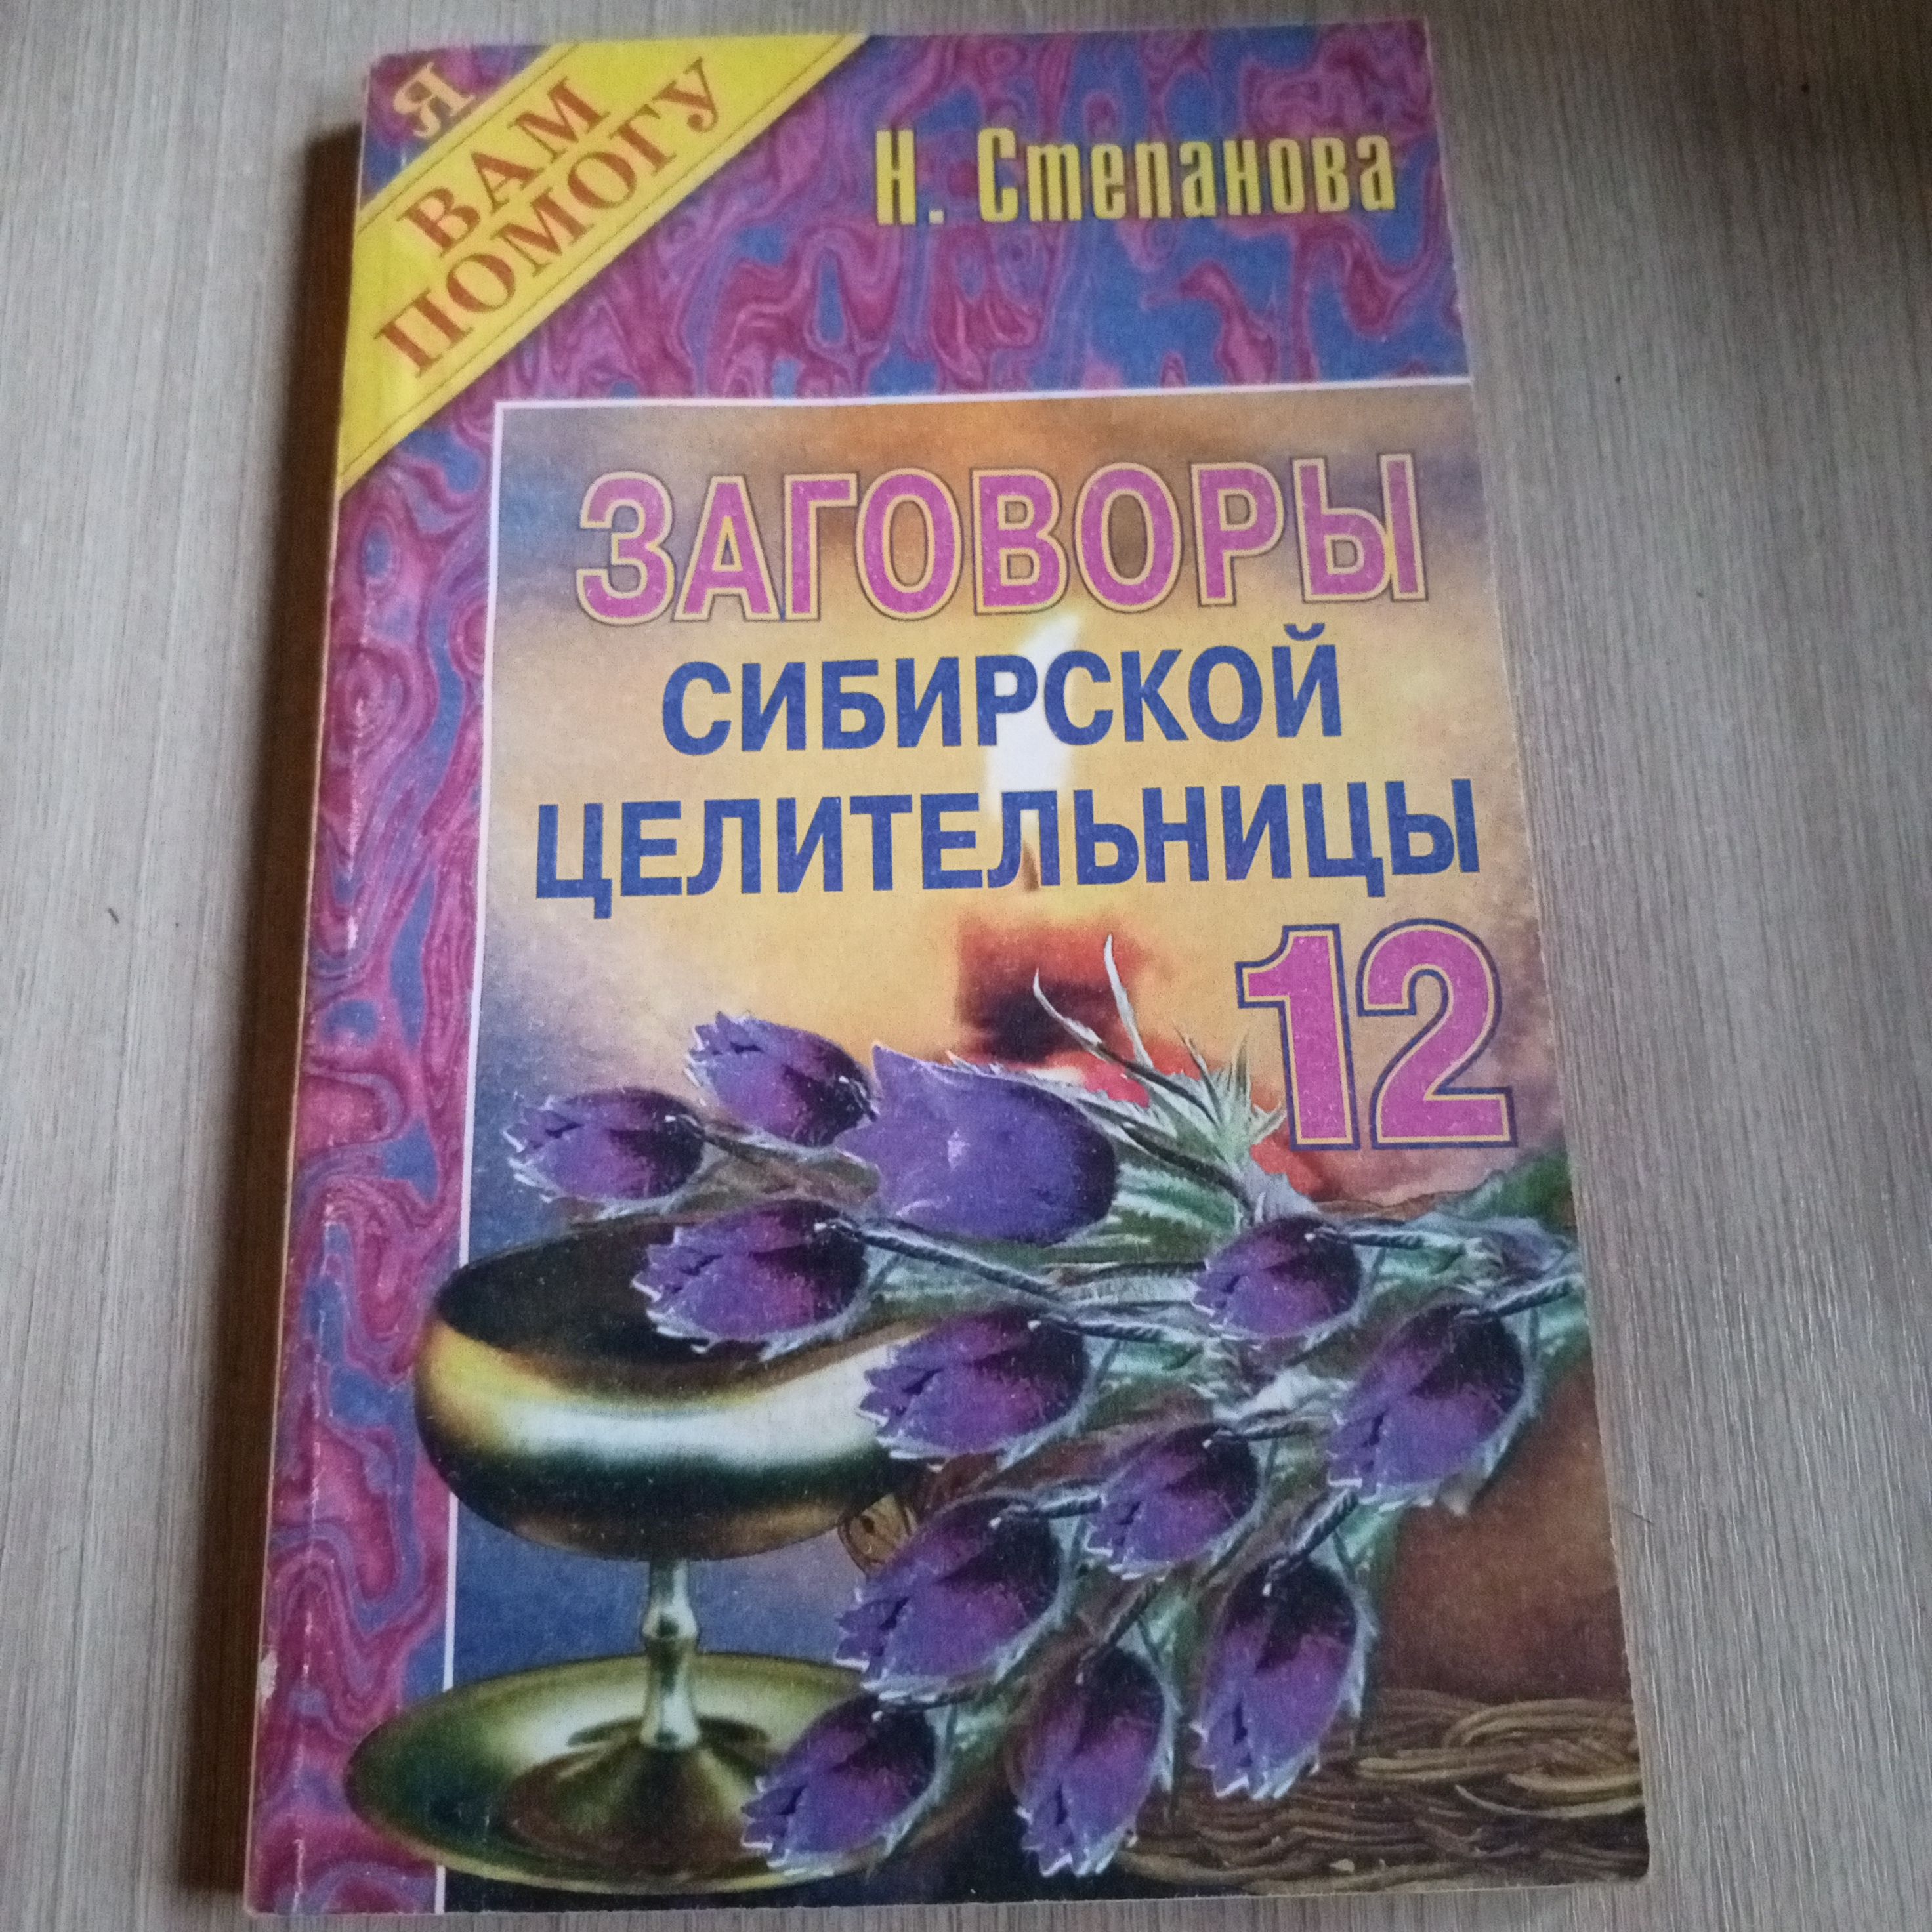 Я
ВАМ
ПОМОГУ
Н. Степанова
ЗАГОВОРЫ
СИБИРСКОЙ
ЦЕЛИТЕЛЬНИЦЫ
12